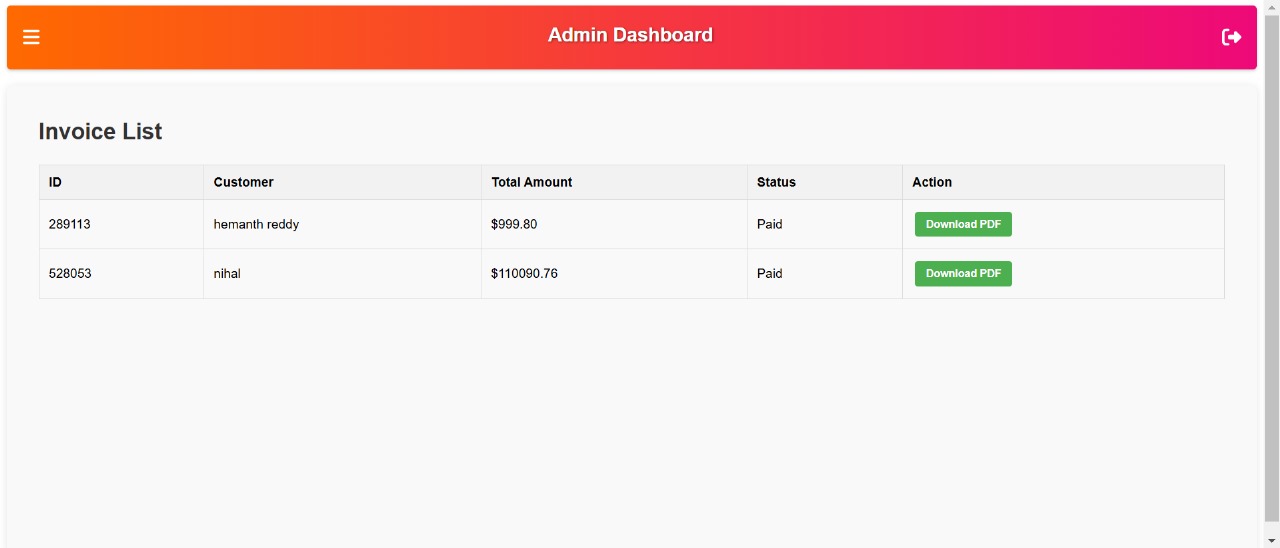 Admin Dashboard
Invoice List
ID Customer Total Amount Status Action
289113 hemanth reddy $999.80 Paid Download PDF
528053 nihal $110090.76 Paid Download PDF